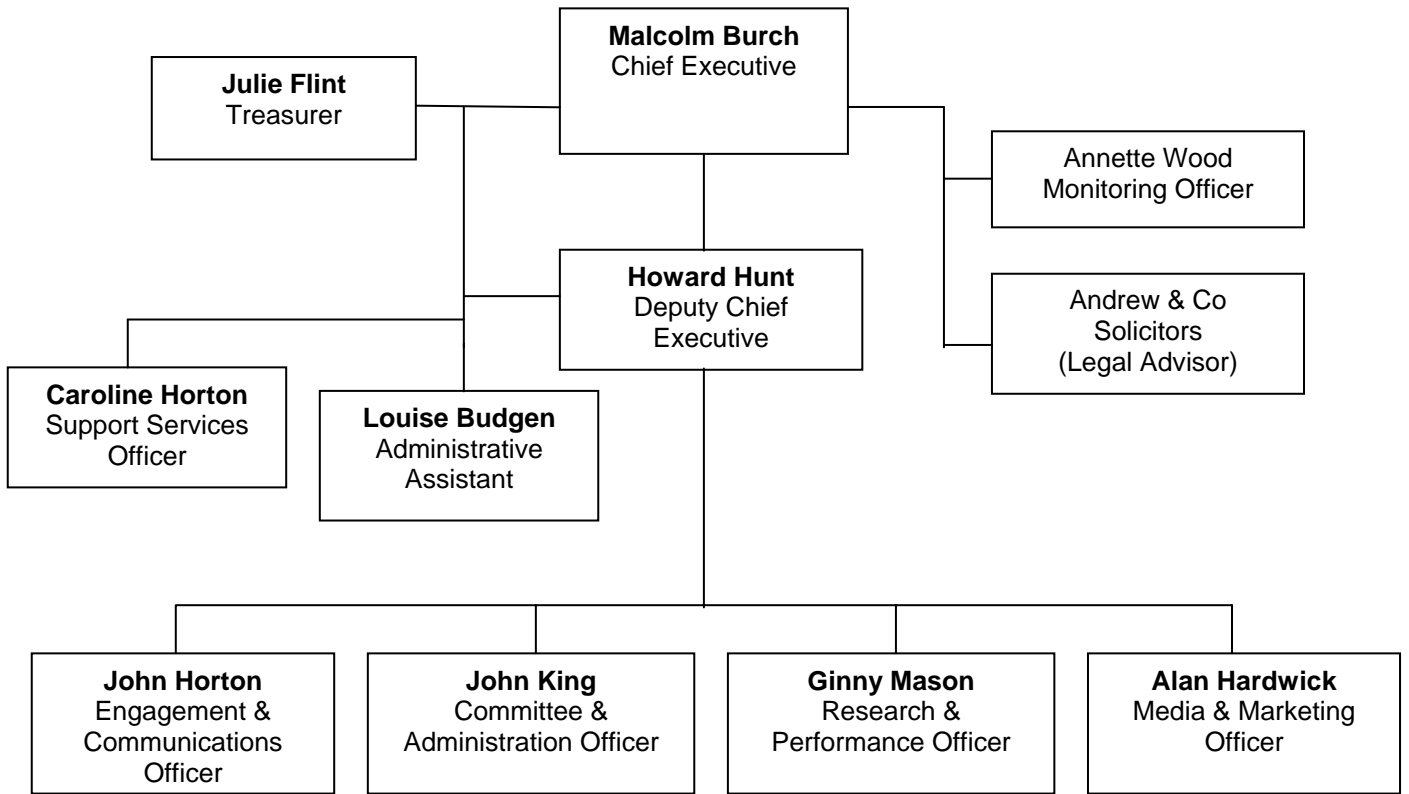 Malcolm Burch
Chief Executive
Julie Flint
Treasurer
Annette Wood
Monitoring Officer
Howard Hunt
Deputy Chief
Executive
Andrew & Co
Solicitors
(Legal Advisor)
Caroline Horton
Support Services
Officer
Louise Budgen
Administrative
Assistant
John Horton
Engagement &
Communications
Officer
John King
Committee &
Administration Officer
Ginny Mason
Research &
Performance Officer
Alan Hardwick
Media & Marketing
Officer